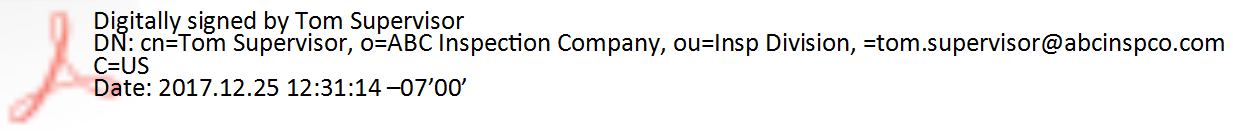 Digitally signed by Tom Supervisor
DN: cn=Tom Supervisor, o=ABC Inspection Company, ou=Insp Division, =tom.supervisor@abcinspco.com
C=US
Date: 2017.12.25 12:31:14 –07’00’